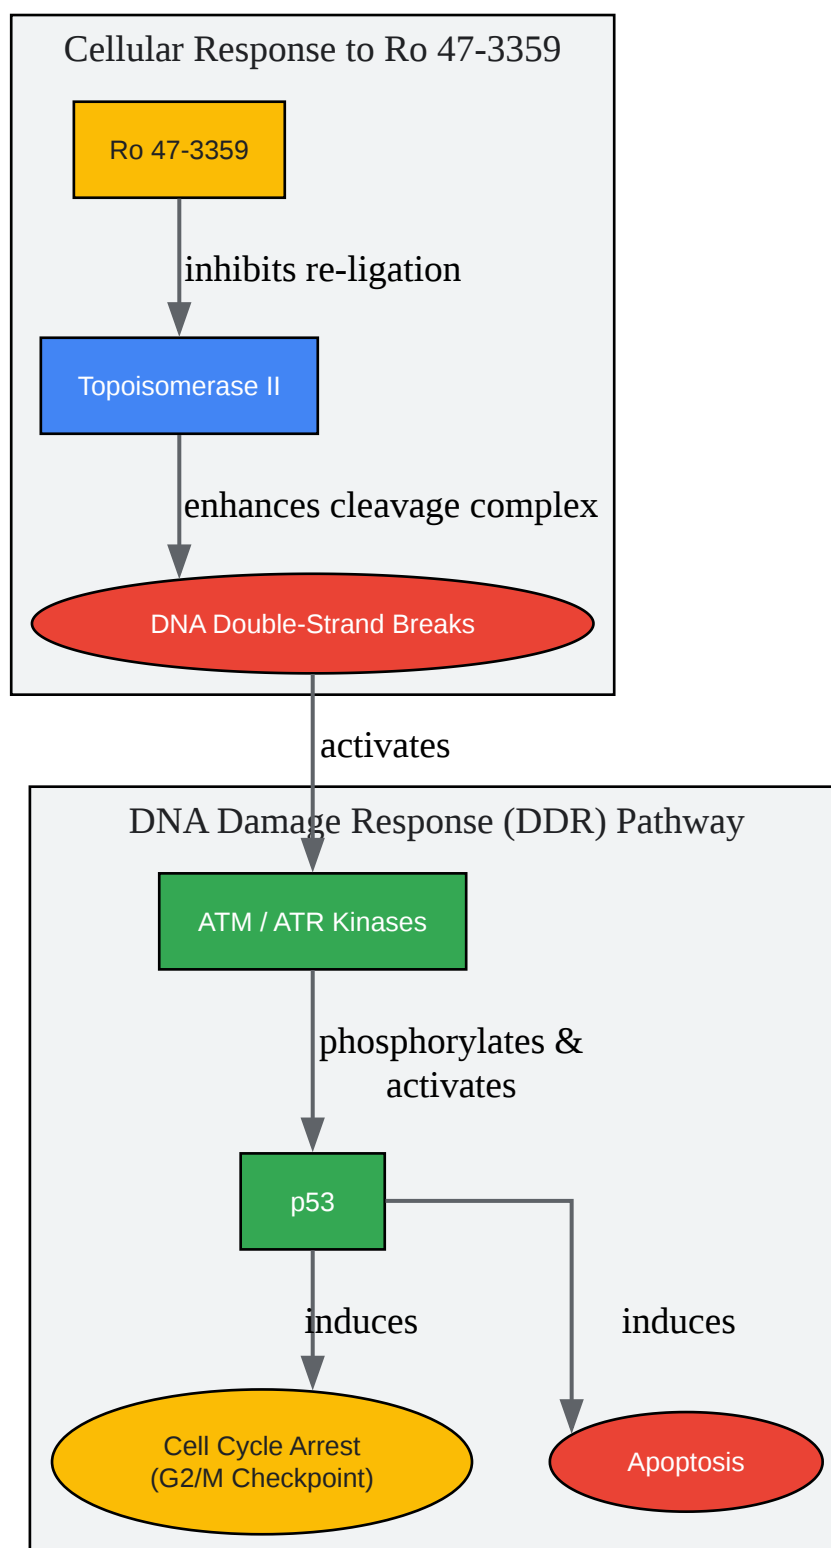 Cellular Response to Ro 47-3359
Ro 47-3359
inhibits re-ligation
Topoisomerase II
enhances cleavage complex
DNA Double-Strand Breaks
activates
DNA Damage Response (DDR) Pathway
ATM / ATR Kinases
phosphorylates &
activates
p53
induces
induces
Cell Cycle Arrest
(G2/M Checkpoint)
Apoptosis